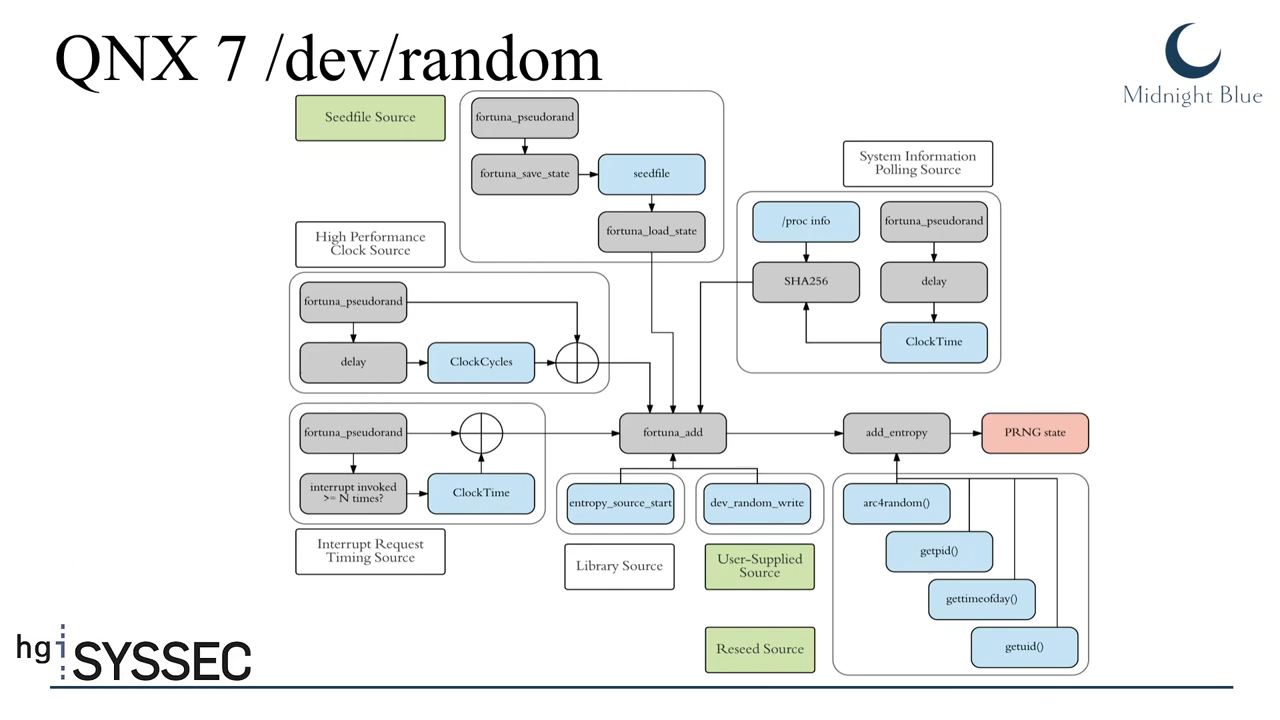 QNX 7 /dev/random
Midnight Blue
Seedfile Source
fortuna_pseudorand
fortuna_save_state
seedfile
fortuna_load_state
System Information
Polling Source
/proc info
fortuna_pseudorand
SHA256
delay
ClockTime
High Performance
Clock Source
fortuna_pseudorand
delay
ClockCycles
fortuna_pseudorand
interrupt invoked
>= N times?
ClockTime
Interrupt Request
Timing Source
fortuna_add
add_entropy
PRNG state
entropy_source_start
dev_random_write
Library Source
User-Supplied
Source
arc4random()
getpid()
gettimeofday()
getuid()
Reseed Source
hgi SYSSEC